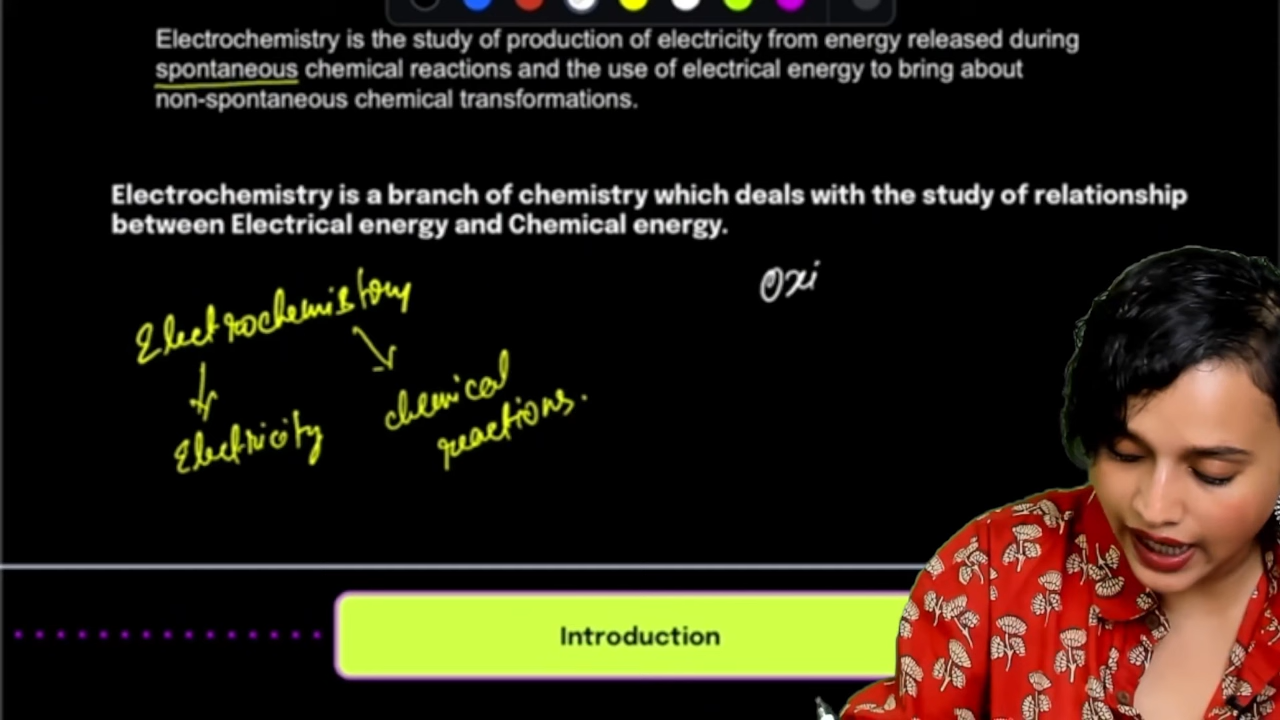 Electrochemistry is the study of production of electricity from energy released during
spontaneous chemical reactions and the use of electrical energy to bring about
non-spontaneous chemical transformations.
Electrochemistry is a branch of chemistry which deals with the study of relationship
between Electrical energy and Chemical energy.
Oxi
Electrochemistry
Electricity
chemical
reactions.
Introduction